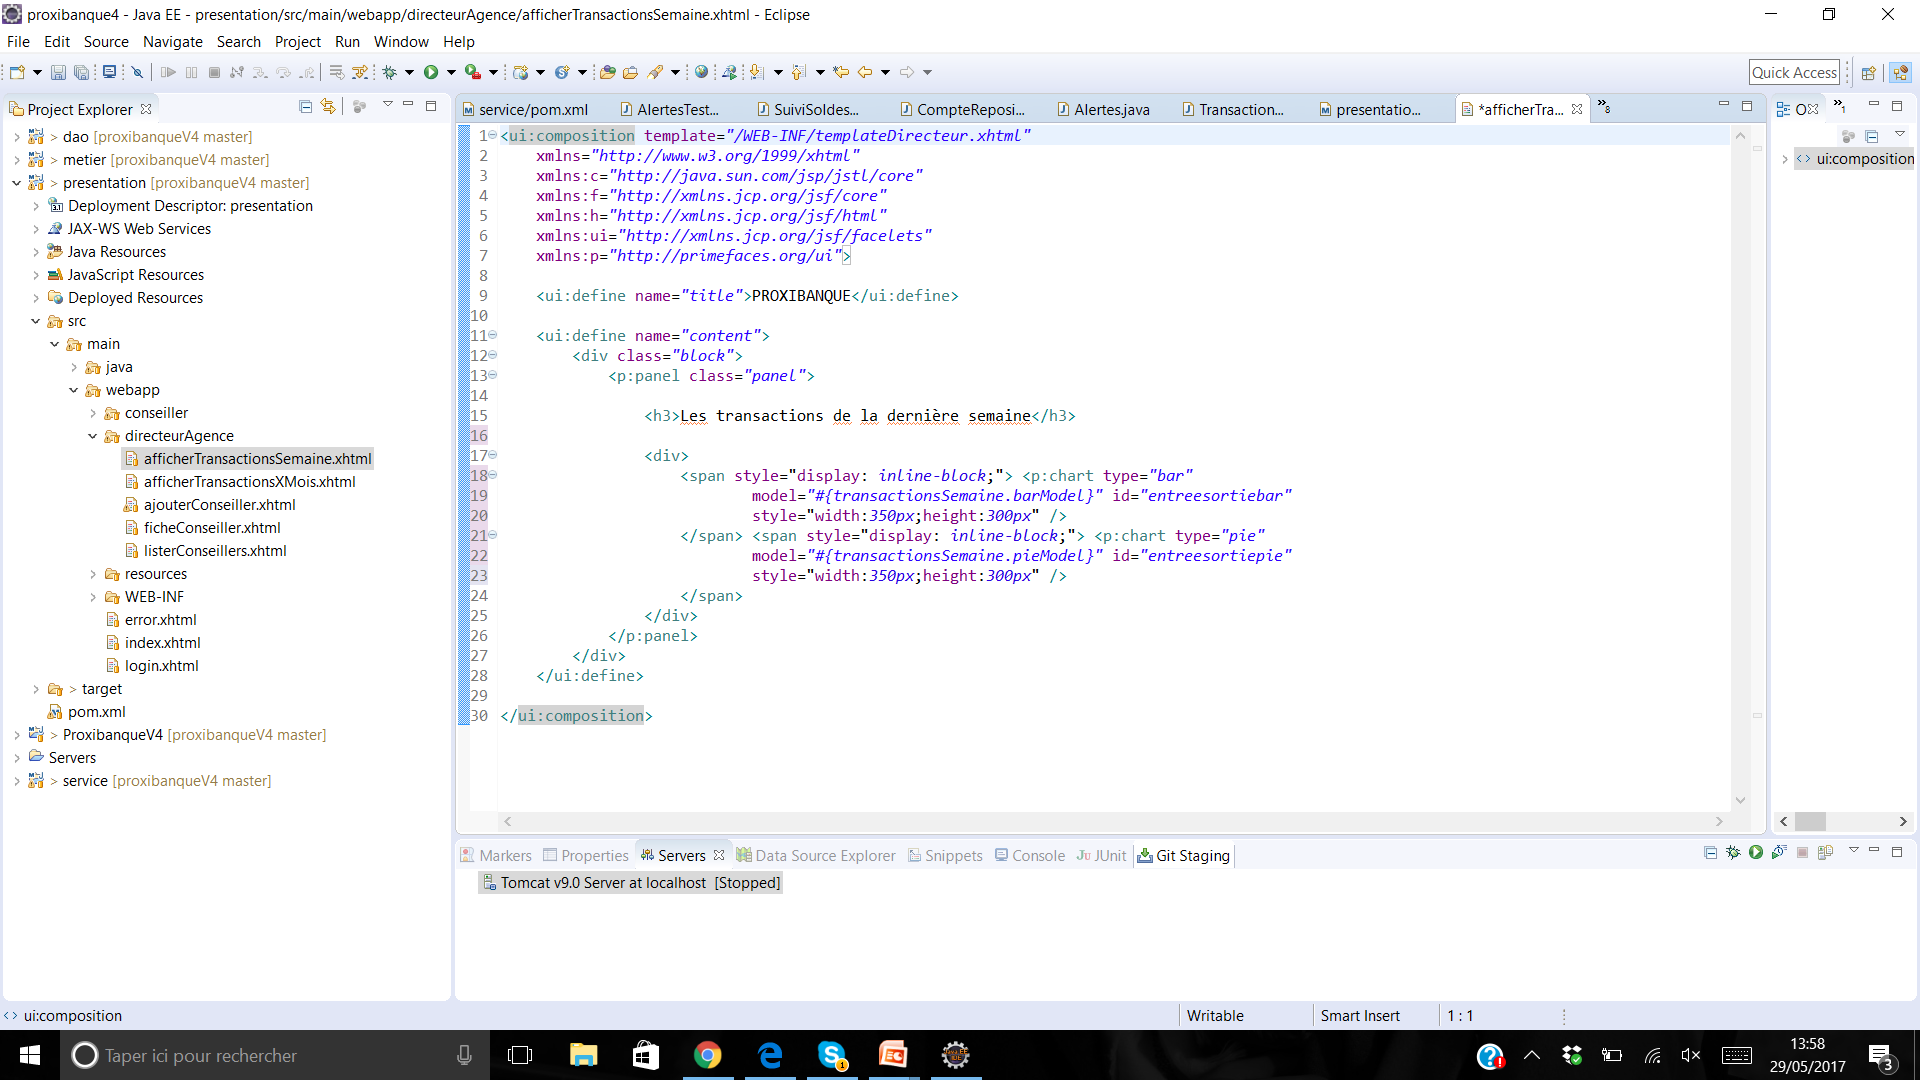 proxibanque4 - Java EE - presentation/src/main/webapp/directeurAgence/afficherTransactionsSemaine.xhtml - Eclipse
File Edit Source Navigate Search Project Run Window Help
Quick Access
Project Explorer
> dao [proxibanqueV4 master]
> metier [proxibanqueV4 master]
> presentation [proxibanqueV4 master]
Deployment Descriptor: presentation
JAX-WS Web Services
Java Resources
JavaScript Resources
Deployed Resources
src
main
java
webapp
conseiller
directeurAgence
afficherTransactionsSemaine.xhtml
afficherTransactionsXMois.xhtml
ajouterConseiller.xhtml
ficheConseiller.xhtml
listerConseillers.xhtml
resources
WEB-INF
error.xhtml
index.xhtml
login.xhtml
> target
pom.xml
> ProxibanqueV4 [proxibanqueV4 master]
Servers
> service [proxibanqueV4 master]
service/pom.xml AlertesTest... SuiviSoldes... CompteReposi... Alertes.java Transaction... presentatio... *afficherTra... »8
1 <ui:composition template="/WEB-INF/templateDirecteur.xhtml"
2 xmlns="http://www.w3.org/1999/xhtml"
3 xmlns:c="http://java.sun.com/jsp/jstl/core"
4 xmlns:f="http://xmlns.jcp.org/jsf/core"
5 xmlns:h="http://xmlns.jcp.org/jsf/html"
6 xmlns:ui="http://xmlns.jcp.org/jsf/facelets"
7 xmlns:p="http://primefaces.org/ui">
8
9 <ui:define name="title">PROXIBANQUE</ui:define>
10
11 <ui:define name="content">
12 <div class="block">
13 <p:panel class="panel">
14
15 <h3>Les transactions de la dernière semaine</h3>
16
17 <div>
18 <span style="display: inline-block;"> <p:chart type="bar"
19 model="#{transactionsSemaine.barModel}" id="entreesortiebar"
20 style="width:350px;height:300px" />
21 </span> <span style="display: inline-block;"> <p:chart type="pie"
22 model="#{transactionsSemaine.pieModel}" id="entreesortiepie"
23 style="width:350px;height:300px" />
24 </span>
25 </div>
26 </p:panel>
27 </div>
28 </ui:define>
29
30 </ui:composition>
O »1
ui:composition
Markers Properties Servers Data Source Explorer Snippets Console JUnit Git Staging
Tomcat v9.0 Server at localhost [Stopped]
ui:composition Writable Smart Insert 1 : 1
Taper ici pour rechercher
13:58
29/05/2017
3